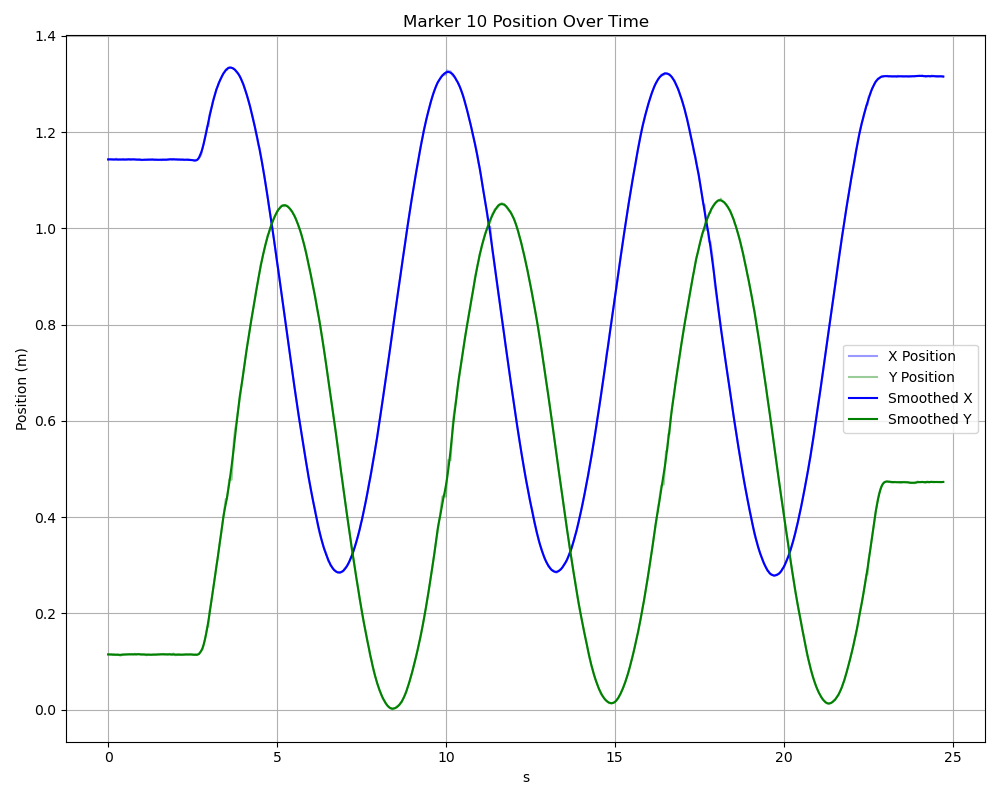 Marker 10 Position Over Time
1.4
1.2
1.0
0.8
0.6
0.4
0.2
0.0
Position (m)
X Position
Y Position
Smoothed X
Smoothed Y
0 5 10 15 20 25
s